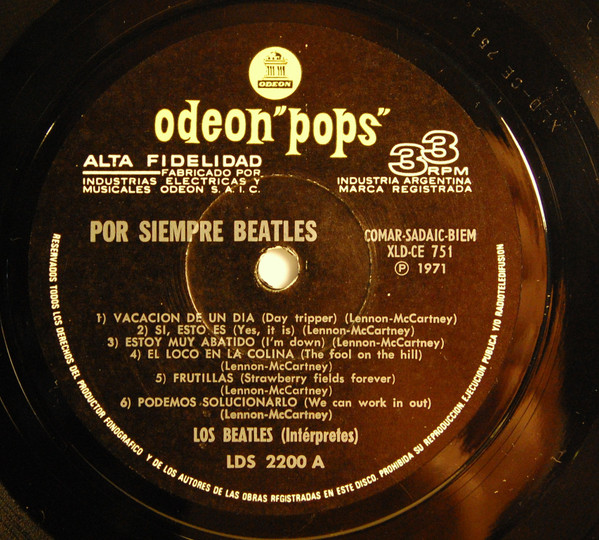 ODEON
odeon "pops"
ALTA FIDELIDAD
FABRICADO POR
INDUSTRIAS ELECTRICAS Y
MUSICALES ODEON S. A. I. C.
33 RPM
INDUSTRIA ARGENTINA
MARCA REGISTRADA
POR SIEMPRE BEATLES
COMAR-SADAIC-BIEM
XLD-CE 751
Ⓟ 1971
1) VACACION DE UN DIA (Day tripper) (Lennon-McCartney)
2) SI, ESTO ES (Yes, it is) (Lennon-McCartney)
3) ESTOY MUY ABATIDO (I'm down) (Lennon-McCartney)
4) EL LOCO EN LA COLINA (The fool on the hill)
(Lennon-McCartney)
5) FRUTILLAS (Strawberry fields forever)
(Lennon-McCartney)
6) PODEMOS SOLUCIONARLO (We can work in out)
(Lennon-McCartney)
LOS BEATLES (Intérpretes)
LDS 2200 A
RESERVADOS TODOS LOS DERECHOS DEL PRODUCTOR FONOGRAFICO Y DE LOS AUTORES DE LAS OBRAS REGISTRADAS EN ESTE DISCO. PROHIBIDA SU REPRODUCCION, EJECUCION PUBLICA Y/O RADIOTELEDIFUSION
XLD-CE 751